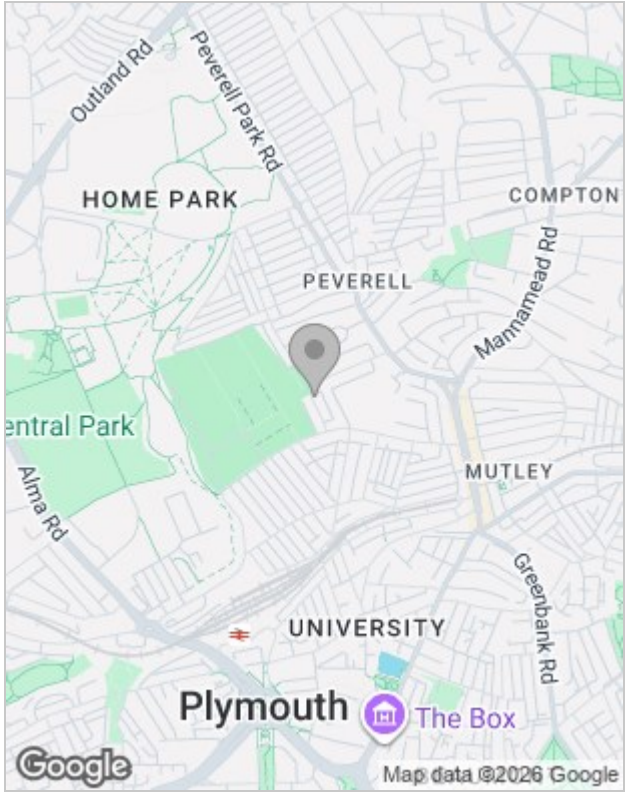 Outland Rd
Peverell Park Rd
HOME PARK
COMPTON
PEVERELL
Mannamead Rd
entral Park
Alma Rd
MUTLEY
Greenbank Rd
UNIVERSITY
Plymouth
The Box
Google
Map data ©2026 Google